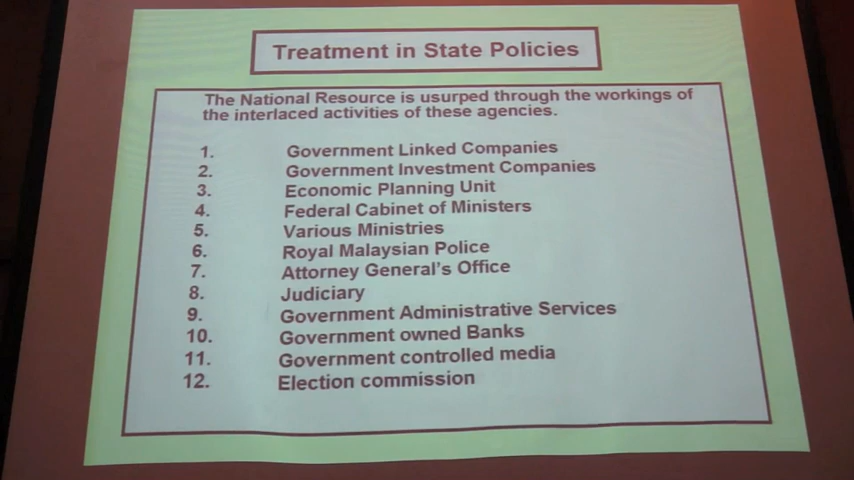 Treatment in State Policies
The National Resource is usurped through the workings of
the interlaced activities of these agencies.
1. Government Linked Companies
2. Government Investment Companies
3. Economic Planning Unit
4. Federal Cabinet of Ministers
5. Various Ministries
6. Royal Malaysian Police
7. Attorney General's Office
8. Judiciary
9. Government Administrative Services
10. Government owned Banks
11. Government controlled media
12. Election commission